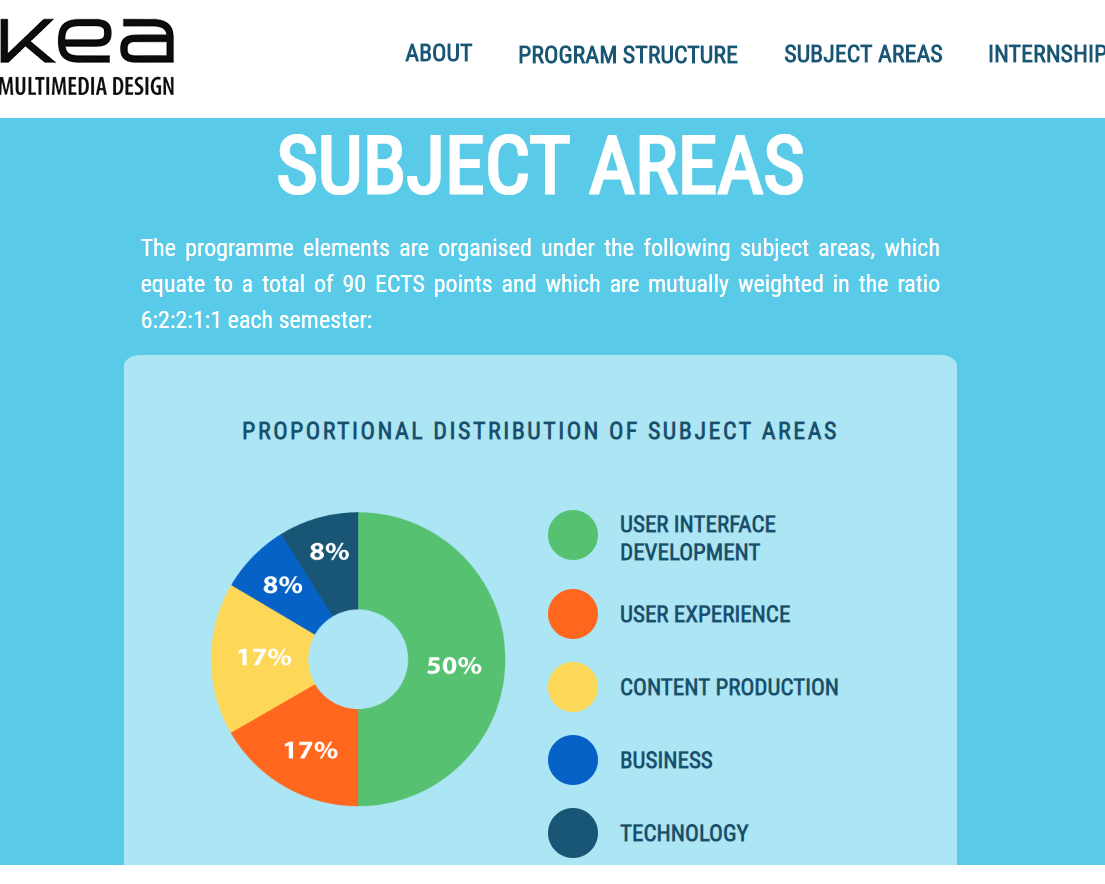 kea
MULTIMEDIA DESIGN
ABOUT
PROGRAM STRUCTURE
SUBJECT AREAS
INTERNSHIP
SUBJECT AREAS
The programme elements are organised under the following subject areas, which
equate to a total of 90 ECTS points and which are mutually weighted in the ratio
6:2:2:1:1 each semester:
PROPORTIONAL DISTRIBUTION OF SUBJECT AREAS
8%
8%
17%
50%
17%
USER INTERFACE
DEVELOPMENT
USER EXPERIENCE
CONTENT PRODUCTION
BUSINESS
TECHNOLOGY